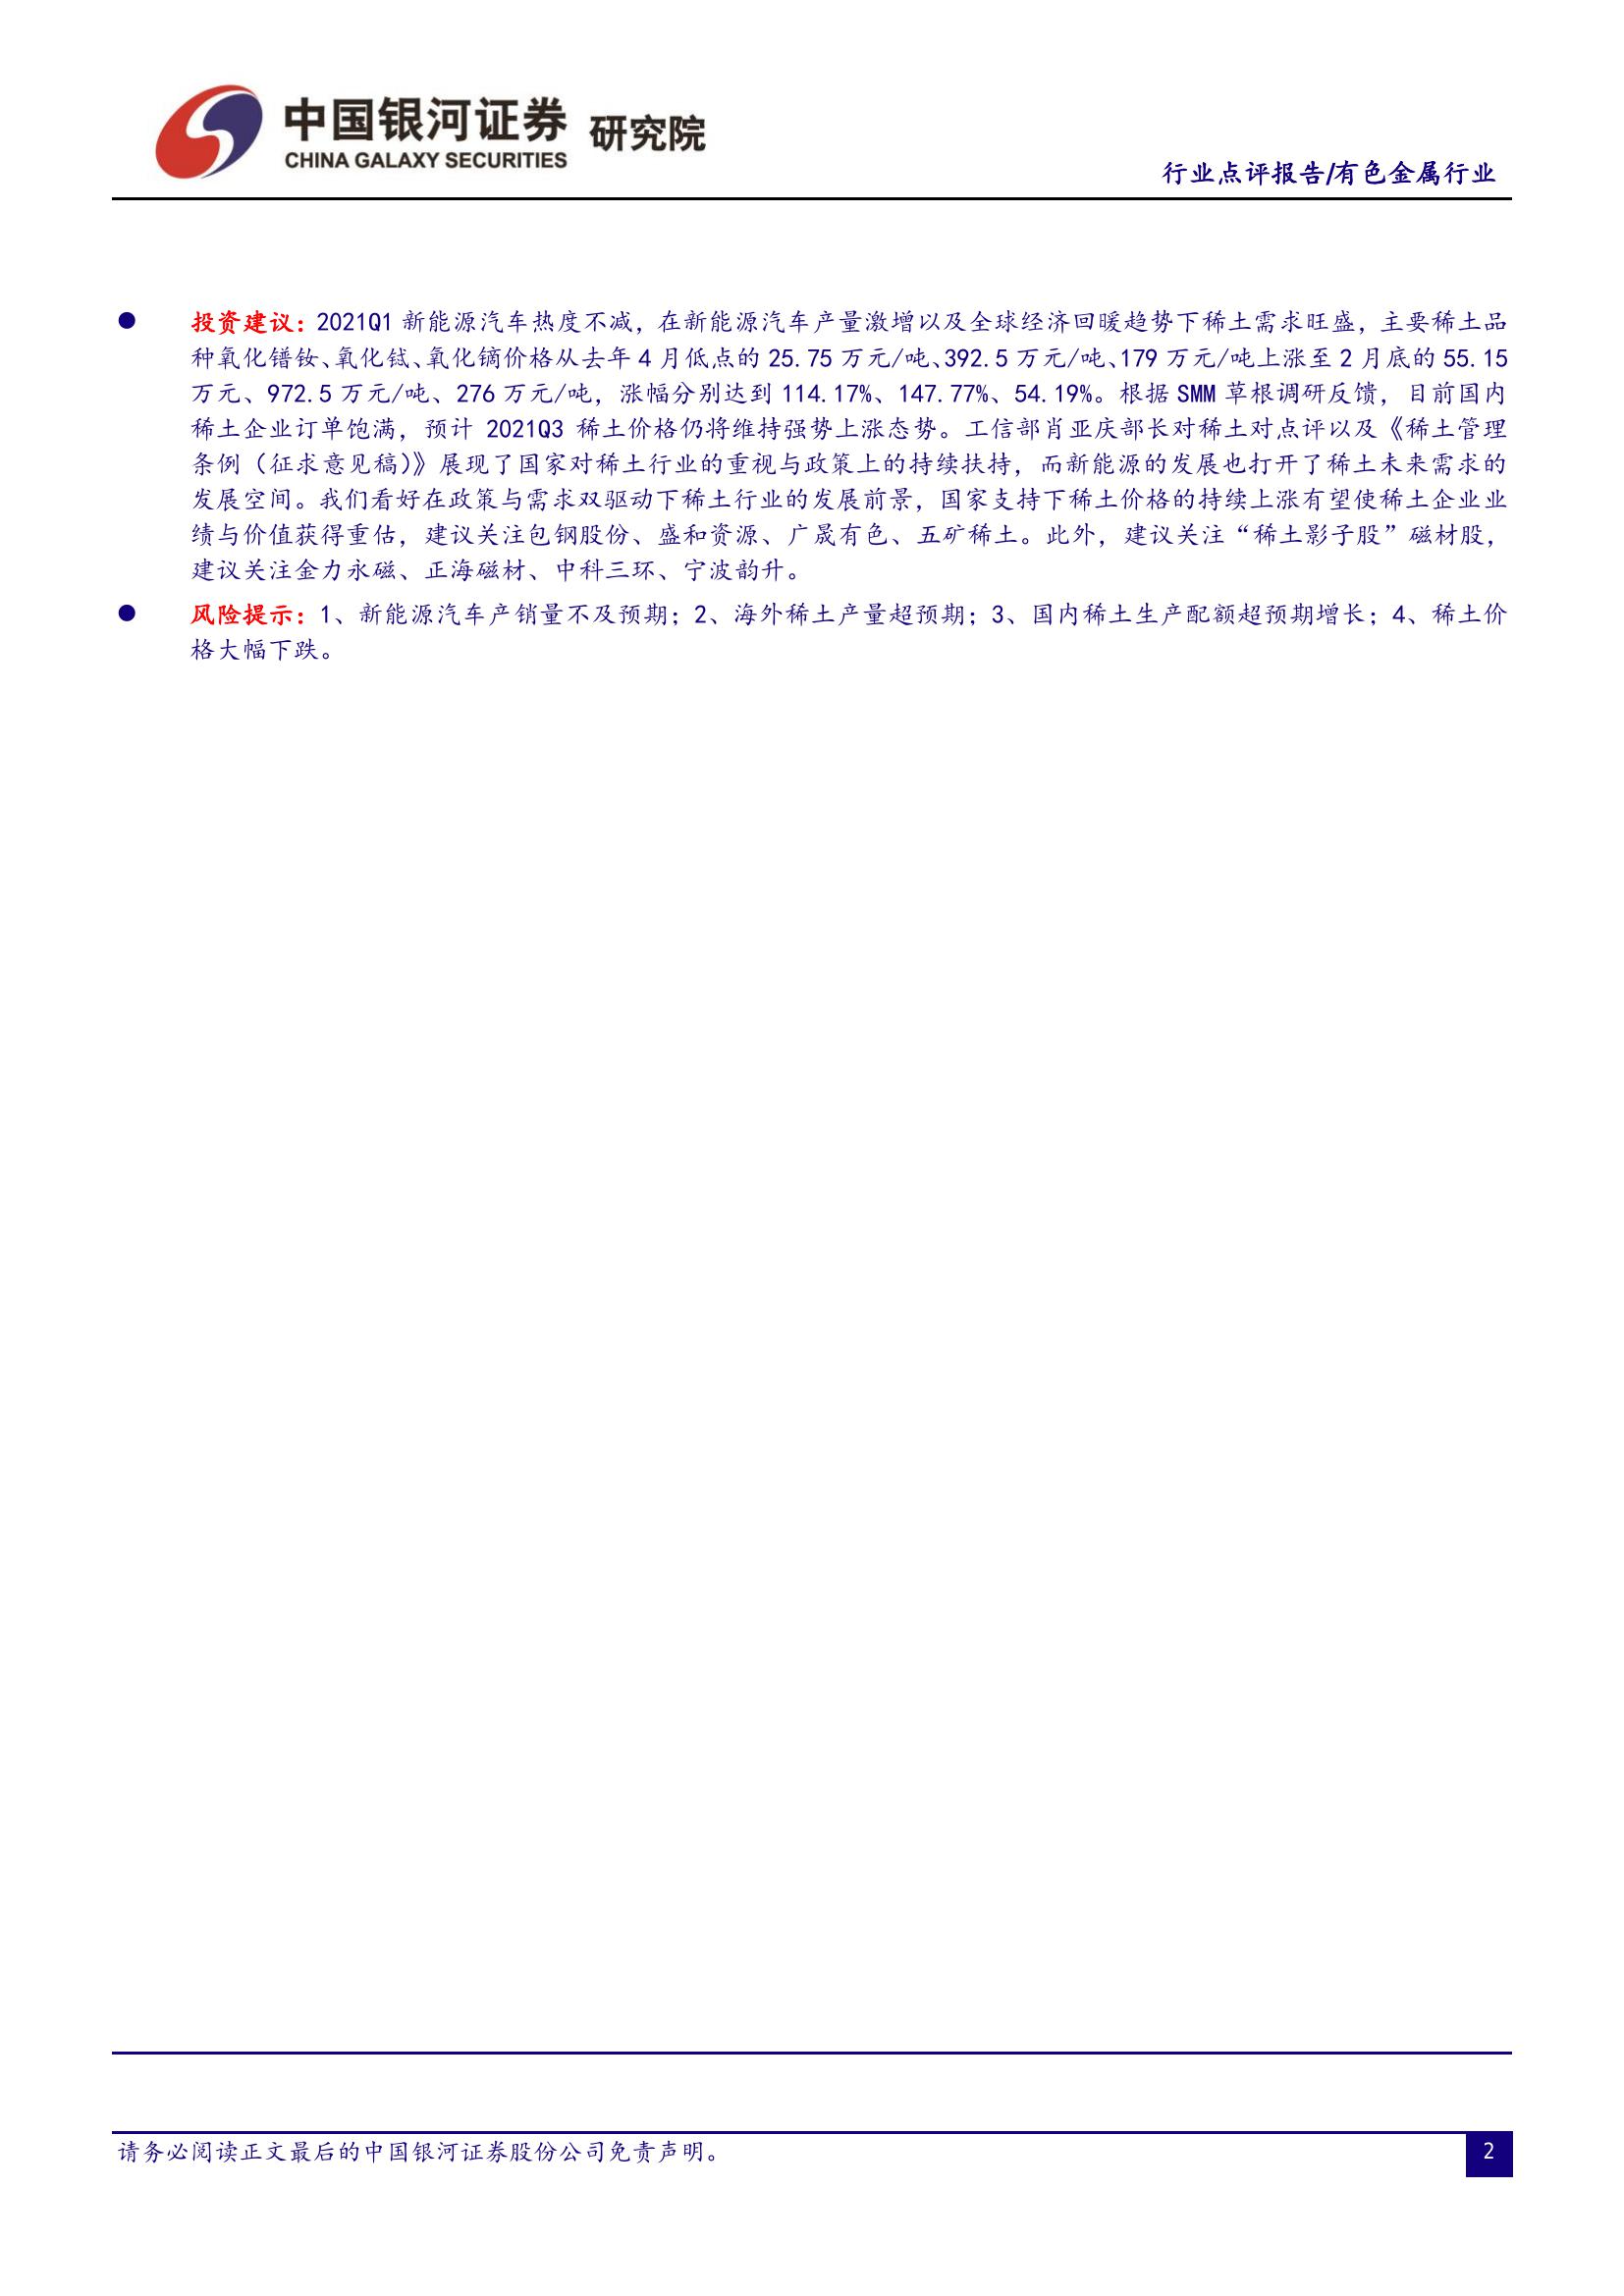 中国银河证券 研究院
CHINA GALAXY SECURITIES
行业点评报告/有色金属行业
● 投资建议：2021Q1 新能源汽车热度不减，在新能源汽车产量激增以及全球经济回暖趋势下稀土需求旺盛，主要稀土品
种氧化镨钕、氧化铽、氧化镝价格从去年 4 月低点的 25.75 万元/吨、392.5 万元/吨、179 万元/吨上涨至 2 月底的 55.15
万元、972.5 万元/吨、276 万元/吨，涨幅分别达到 114.17%、147.77%、54.19%。根据 SMM 草根调研反馈，目前国内
稀土企业订单饱满，预计 2021Q3 稀土价格仍将维持强势上涨态势。工信部肖亚庆部长对稀土对点评以及《稀土管理
条例（征求意见稿）》展现了国家对稀土行业的重视与政策上的持续扶持，而新能源的发展也打开了稀土未来需求的
发展空间。我们看好在政策与需求双驱动下稀土行业的发展前景，国家支持下稀土价格的持续上涨有望使稀土企业业
绩与价值获得重估，建议关注包钢股份、盛和资源、广晟有色、五矿稀土。此外，建议关注“稀土影子股”磁材股，
建议关注金力永磁、正海磁材、中科三环、宁波韵升。
● 风险提示：1、新能源汽车产销量不及预期；2、海外稀土产量超预期；3、国内稀土生产配额超预期增长；4、稀土价
格大幅下跌。
请务必阅读正文最后的中国银河证券股份公司免责声明。
2